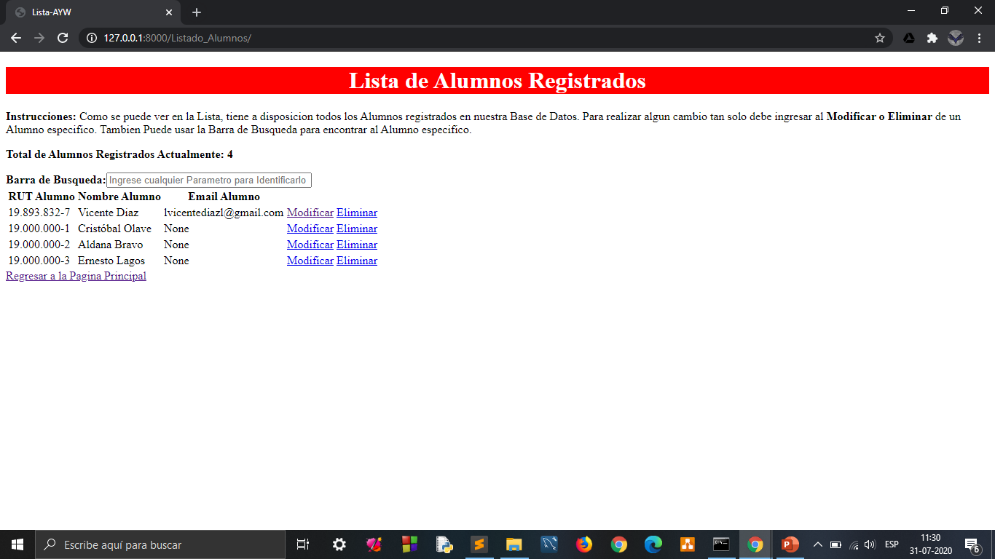 Lista-AYW
127.0.0.1:8000/Listado_Alumnos/
Lista de Alumnos Registrados
Instrucciones: Como se puede ver en la Lista, tiene a disposicion todos los Alumnos registrados en nuestra Base de Datos. Para realizar algun cambio tan solo debe ingresar al Modificar o Eliminar de un
Alumno especifico. Tambien Puede usar la Barra de Busqueda para encontrar al Alumno especifico.
Total de Alumnos Registrados Actualmente: 4
Barra de Busqueda: Ingrese cualquier Parametro para Identificarlo
RUT Alumno Nombre Alumno Email Alumno
19.893.832-7 Vicente Diaz lvicentediazl@gmail.com Modificar Eliminar
19.000.000-1 Cristóbal Olave None Modificar Eliminar
19.000.000-2 Aldana Bravo None Modificar Eliminar
19.000.000-3 Ernesto Lagos None Modificar Eliminar
Regresar a la Pagina Principal
Escribe aquí para buscar
ESP
11:30
31-07-2020
6